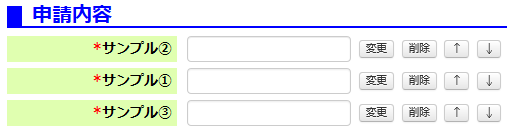 申請内容
*サンプル② 変更 削除 ↑ ↓
*サンプル① 変更 削除 ↑ ↓
*サンプル③ 変更 削除 ↑ ↓